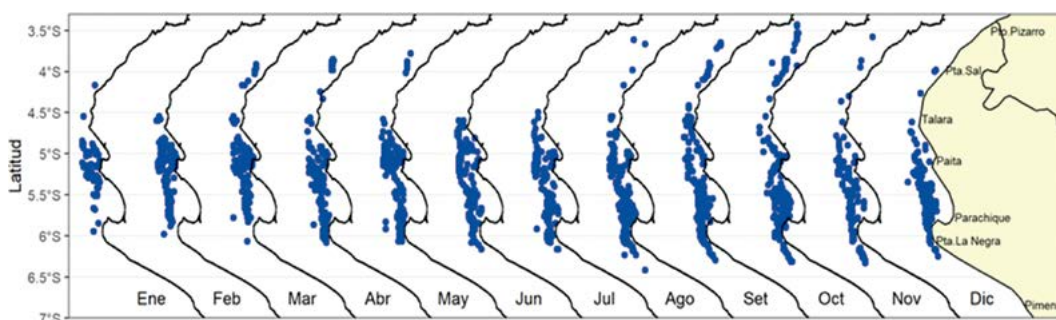 Latitud
3.5°S
4°S
4.5°S
5°S
5.5°S
6°S
6.5°S
7°S
Ene Feb Mar Abr May Jun Jul Ago Set Oct Nov Dic
Pto.Pizarro
Pta.Sal
Talara
Paita
Parachique
Pta.La Negra
Pimen